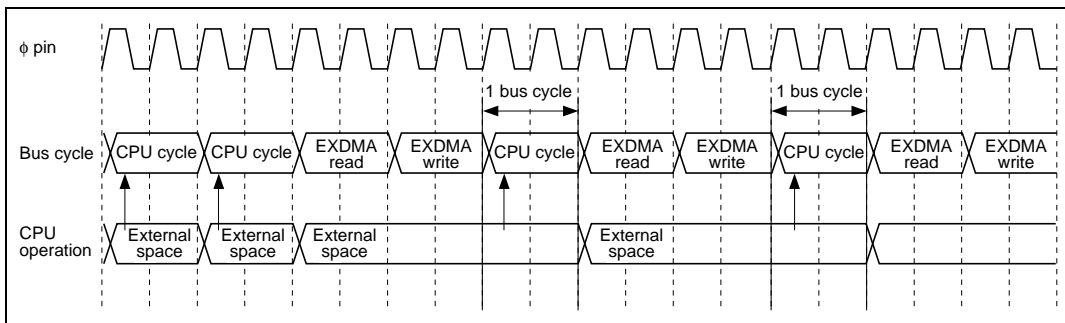 φ pin
1 bus cycle
1 bus cycle
Bus cycle
CPU cycle
CPU cycle
EXDMA
read
EXDMA
write
CPU cycle
EXDMA
read
EXDMA
write
CPU cycle
EXDMA
read
EXDMA
write
CPU
operation
External
space
External
space
External
space
External
space